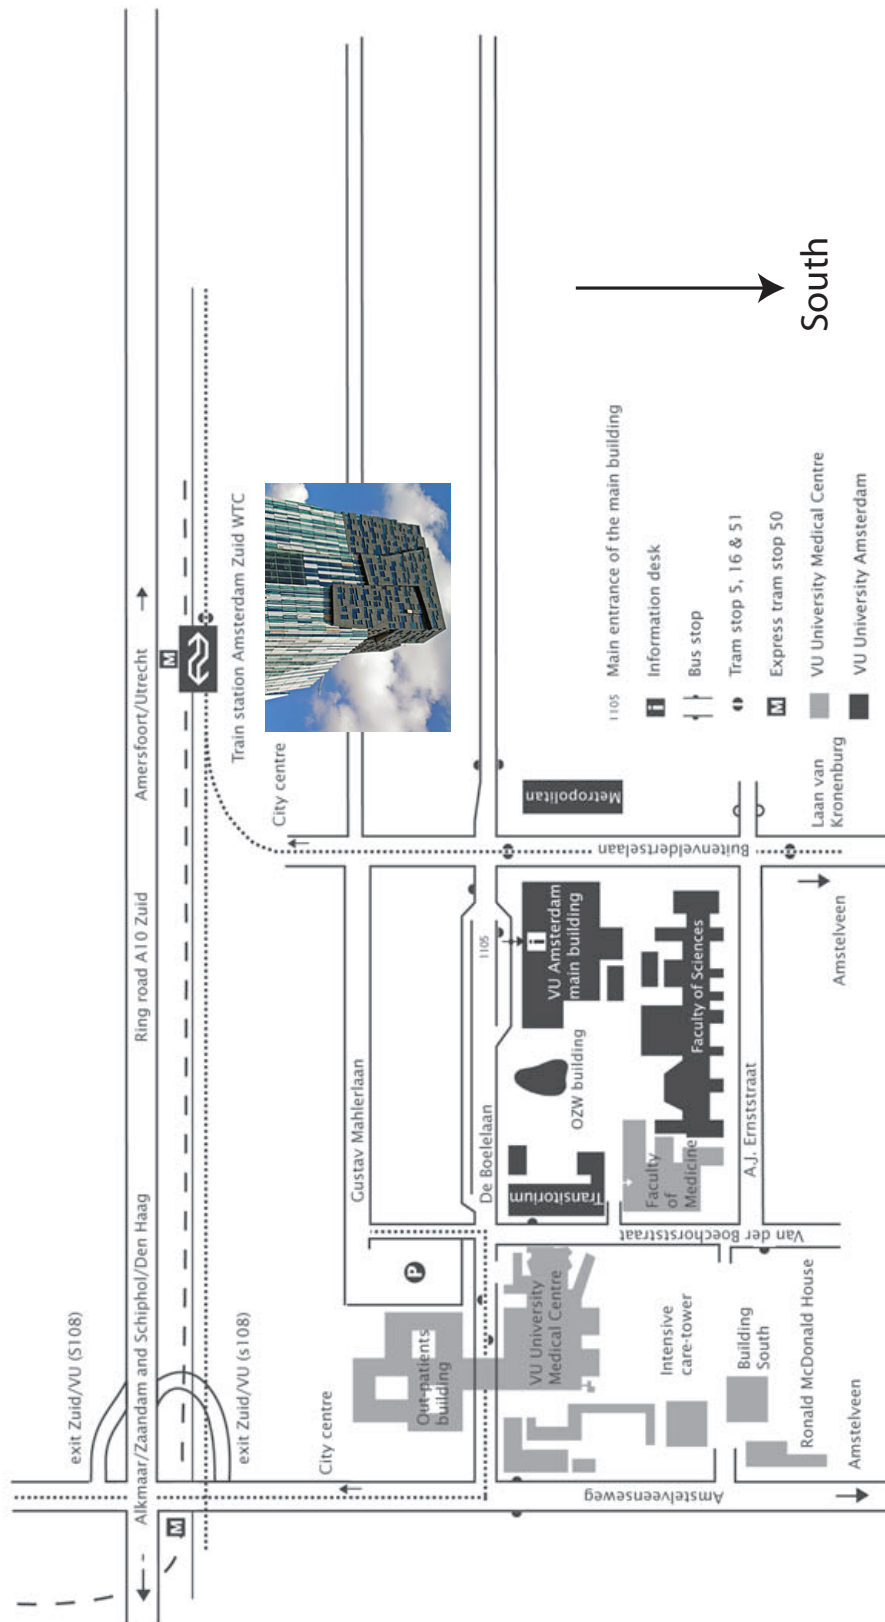 Alkmaar/Zaandam and Schiphol/Den Haag
Ring road A10 Zuid
Amersfoort/Utrecht
exit Zuid/VU (S108)
exit Zuid/VU (s108)
M
M
Train station Amsterdam Zuid WTC
City centre
City centre
Gustav Mahlerlaan
De Boelelaan
P
Out-patients
building
VU University
Medical Centre
Intensive
care-tower
Building
South
Ronald McDonald House
Amstelveenseweg
Amstelveen
Van der Boechorststraat
Transitorium
OZW building
1105
i
VU Amsterdam
main building
Faculty
of
Medicine
Faculty of Sciences
A.J. Ernststraat
Buitenveldertselaan
Metropolitan
Amstelveen
Laan van
Kronenburg
1105 Main entrance of the main building
i Information desk
Bus stop
Tram stop 5, 16 & 51
M Express tram stop 50
VU University Medical Centre
VU University Amsterdam
South